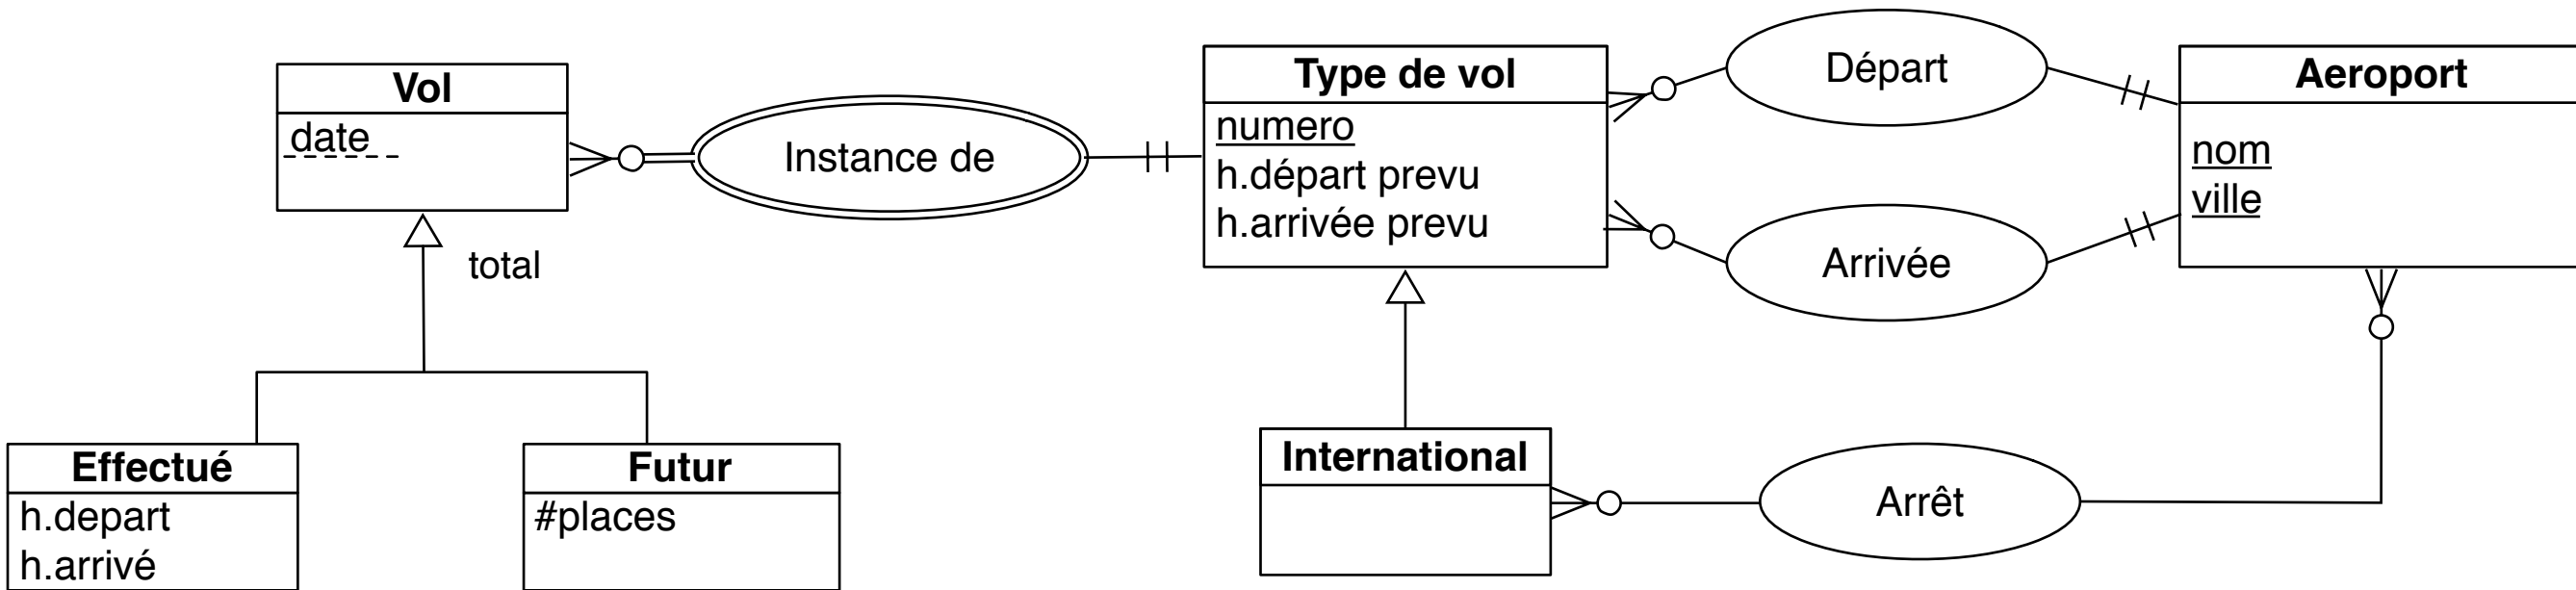 Vol
date
Instance de
Type de vol
numero
h.départ prevu
h.arrivée prevu
Départ
Arrivée
Aeroport
nom
ville
total
Effectué
h.depart
h.arrivé
Futur
#places
International
Arrêt